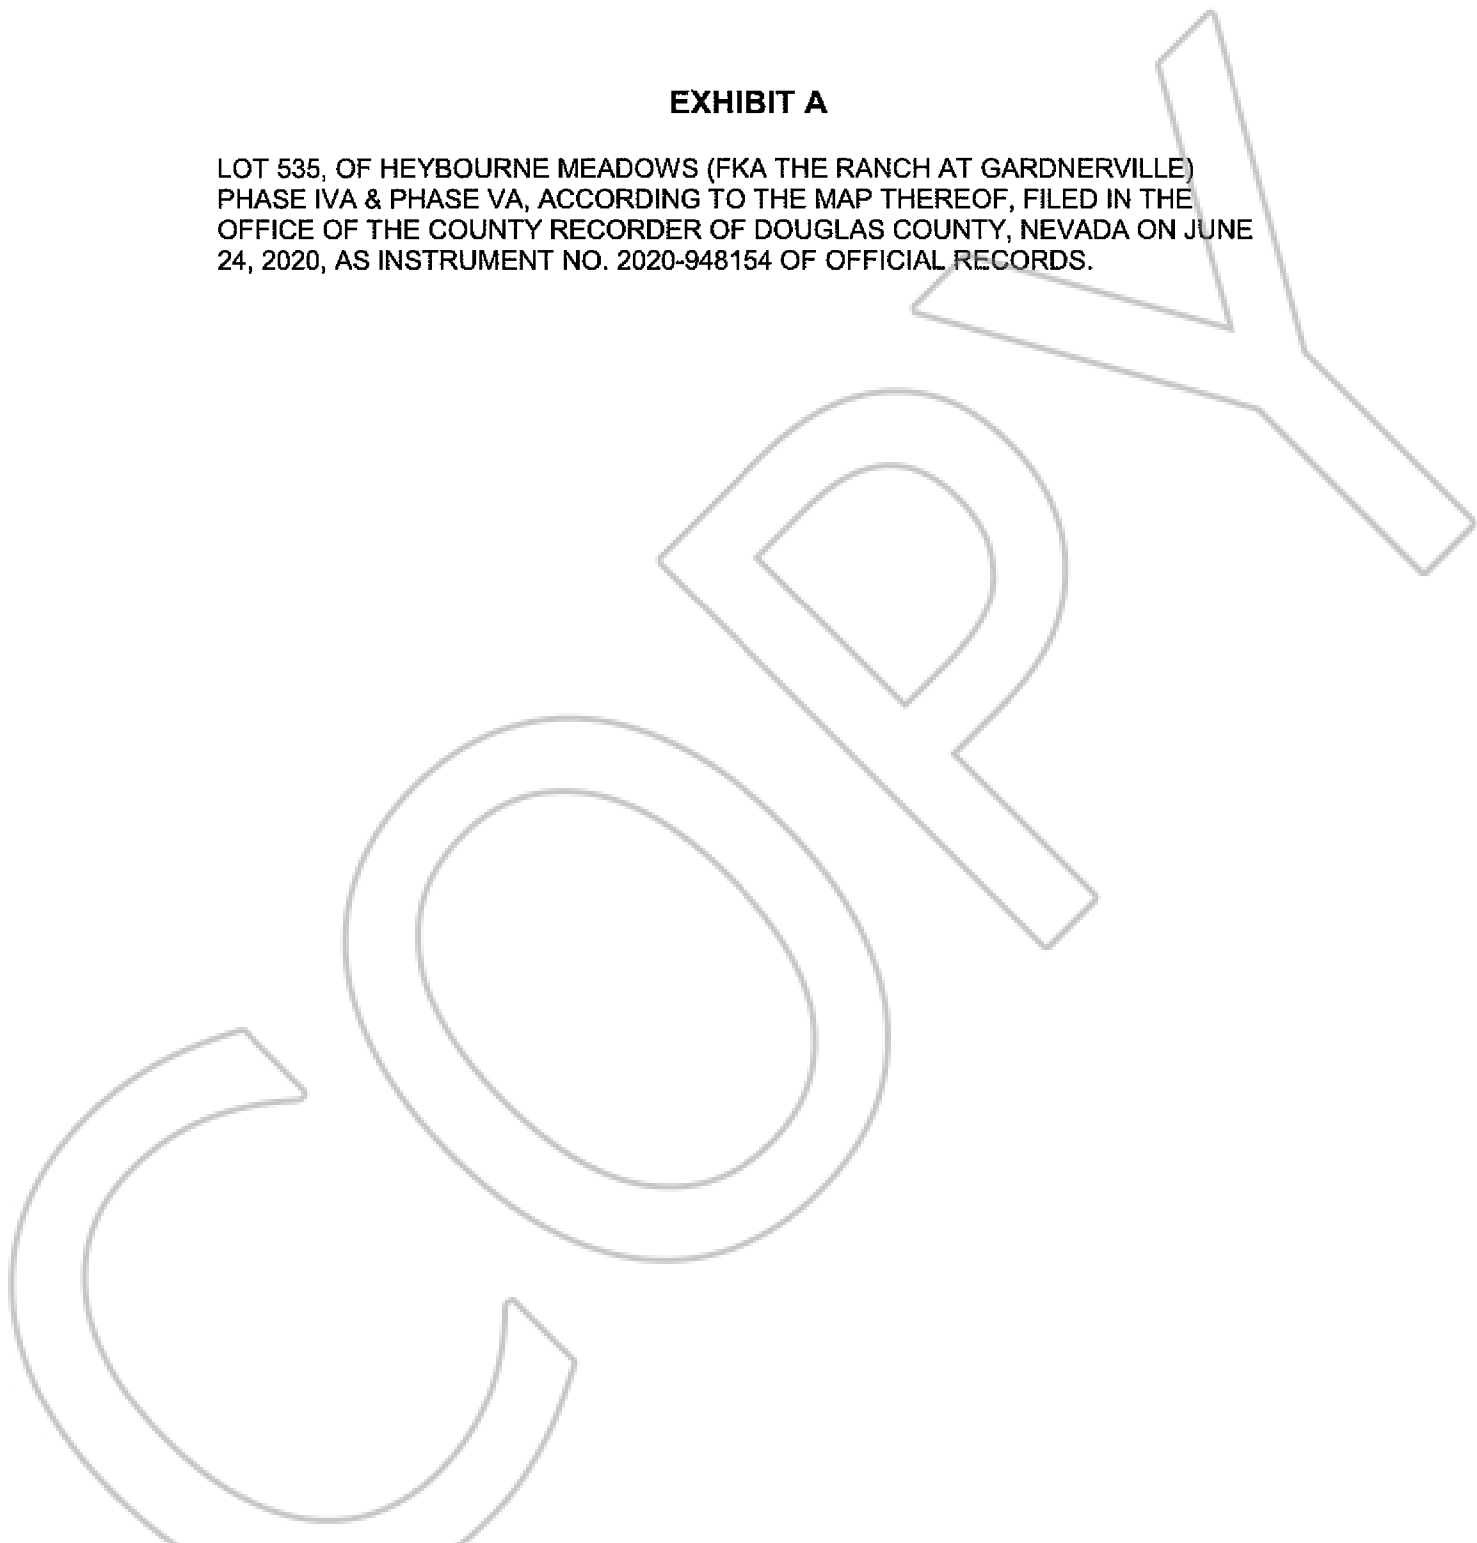 EXHIBIT A
LOT 535, OF HEYBOURNE MEADOWS (FKA THE RANCH AT GARDNERVILLE)
PHASE IVA & PHASE VA, ACCORDING TO THE MAP THEREOF, FILED IN THE
OFFICE OF THE COUNTY RECORDER OF DOUGLAS COUNTY, NEVADA ON JUNE
24, 2020, AS INSTRUMENT NO. 2020-948154 OF OFFICIAL RECORDS.
COPY